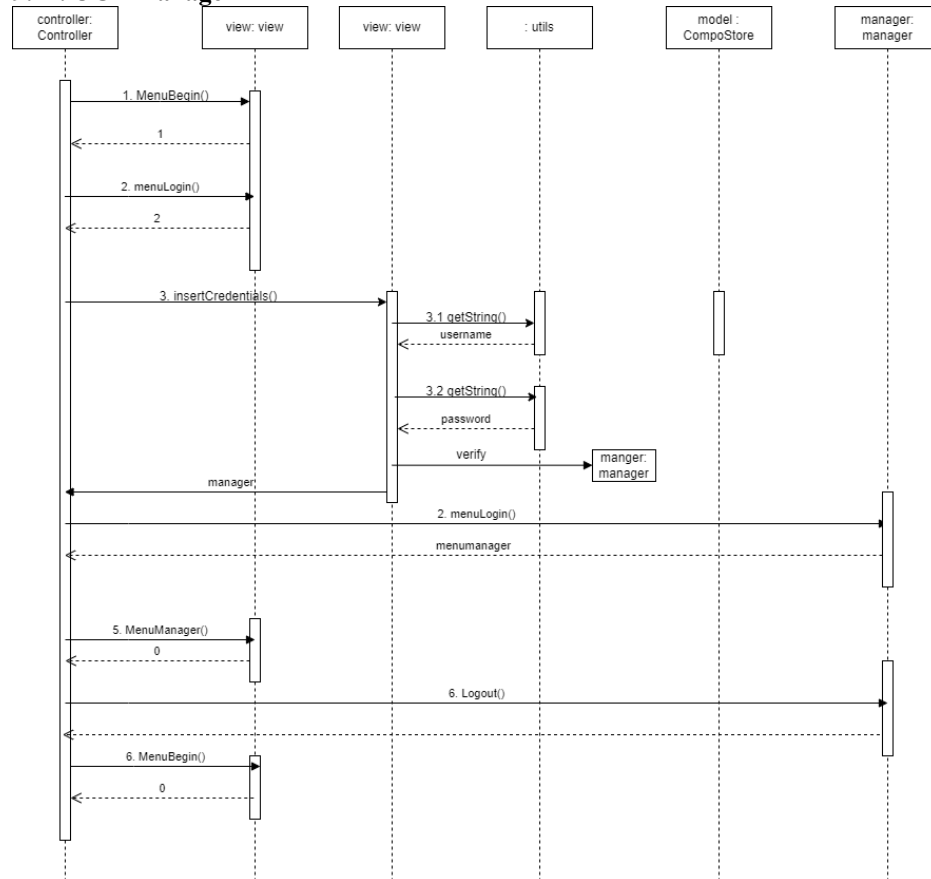 controller:
Controller
view: view
view: view
: utils
model :
CompoStore
manager:
manager
1. MenuBegin()
1
2. menuLogin()
2
3. insertCredentials()
3.1 getString()
username
3.2 getString()
password
verify
manger:
manager
manager
2. menuLogin()
menumanager
5. MenuManager()
0
6. Logout()
6. MenuBegin()
0